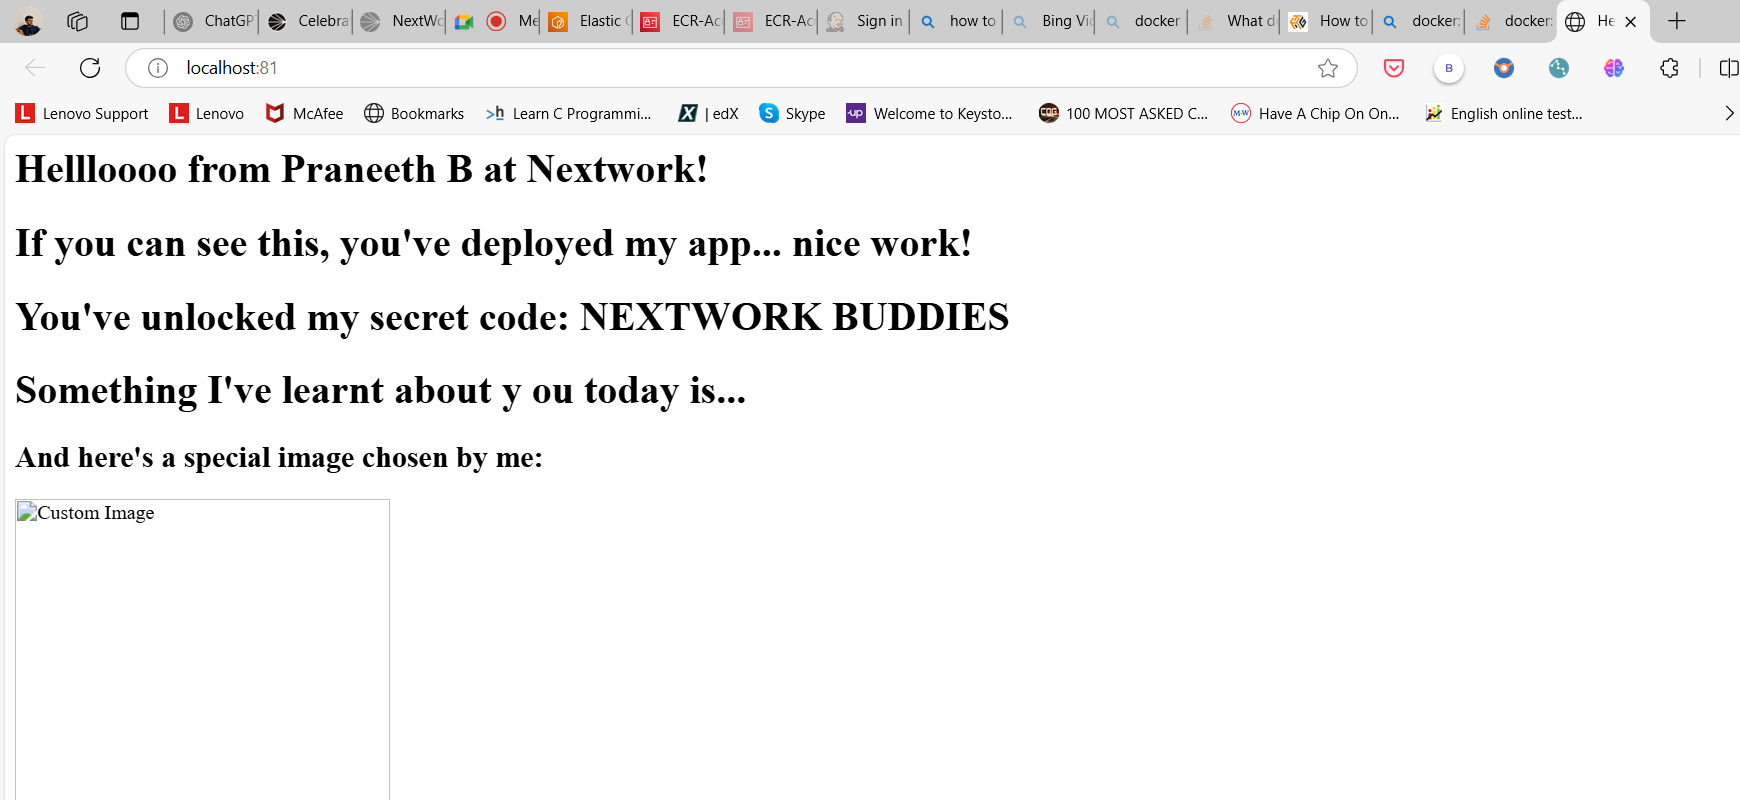 ChatGP
Celebra
NextWo
Me
Elastic C
ECR-Ac
ECR-Ac
Sign in
how to
Bing Vi
docker
What d
How to
docker:
docker:
He
localhost:81
B
L Lenovo Support
L Lenovo
McAfee
Bookmarks
>h Learn C Programmi...
X | edX
S Skype
up Welcome to Keysto...
100 MOST ASKED C...
M-W Have A Chip On On...
English online test...
Hellloooo from Praneeth B at Nextwork!
If you can see this, you've deployed my app... nice work!
You've unlocked my secret code: NEXTWORK BUDDIES
Something I've learnt about y ou today is...
And here's a special image chosen by me:
Custom Image